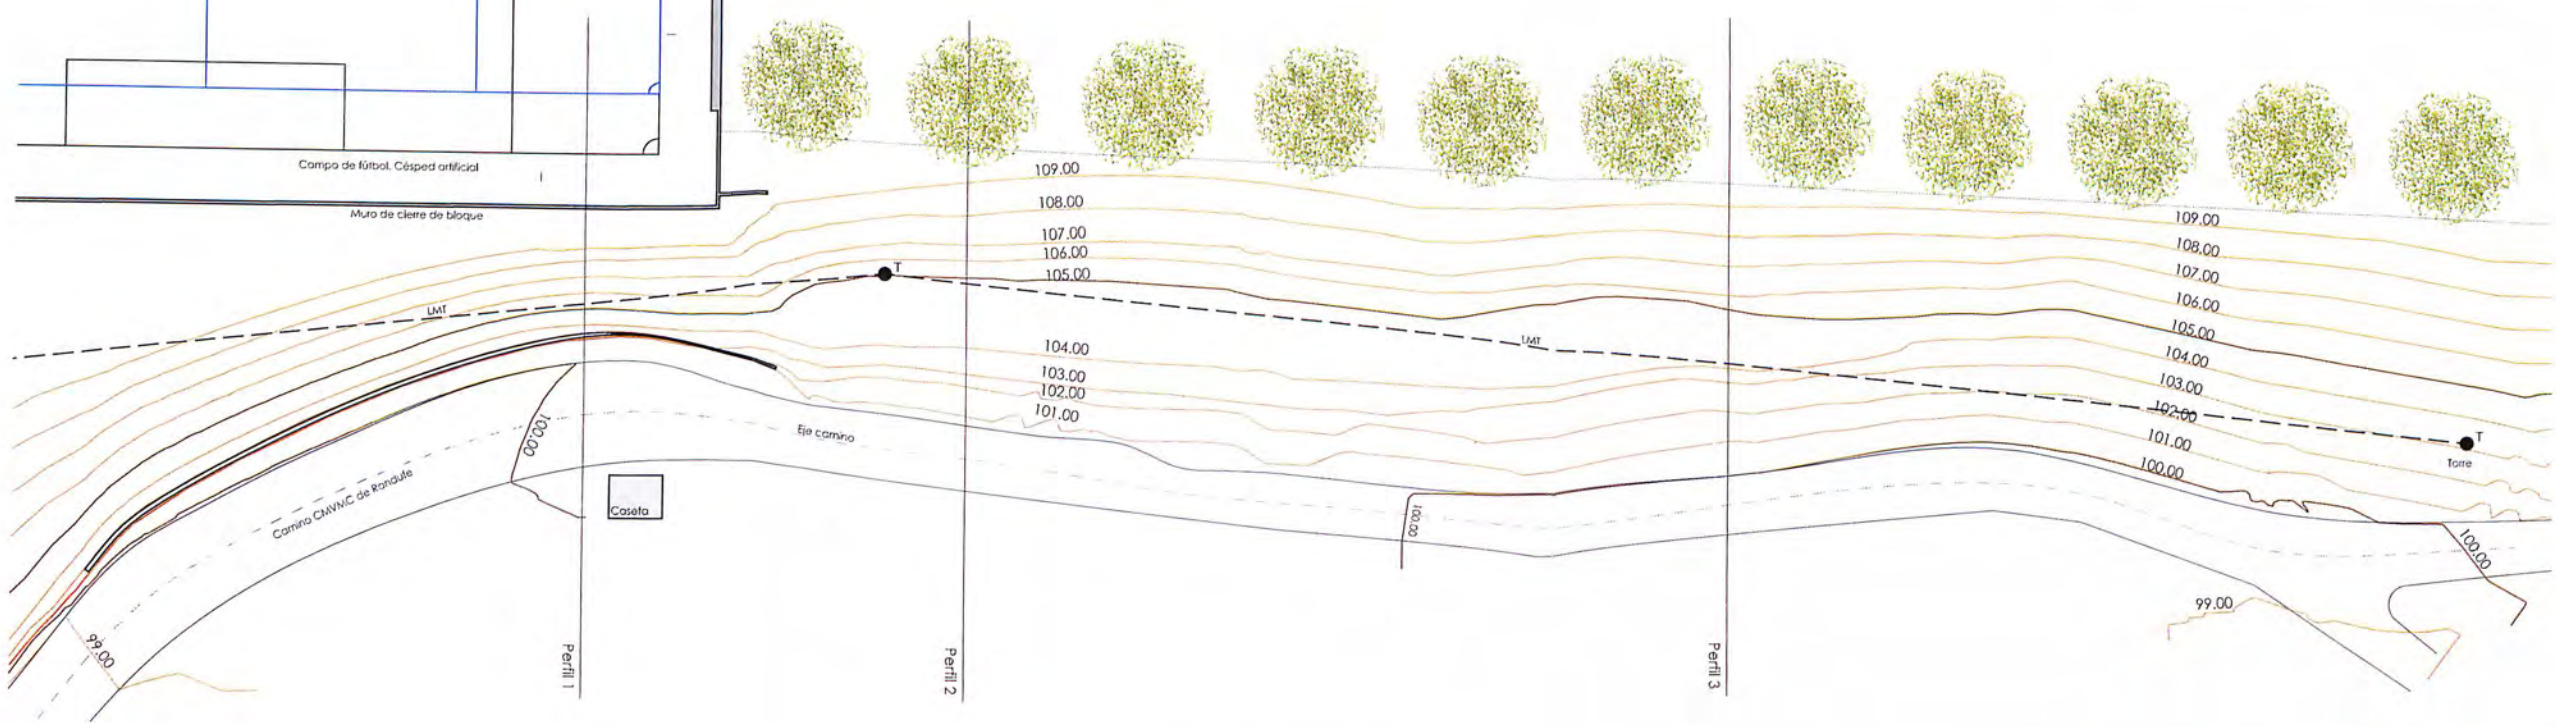 Campo de fútbol. Césped artificial
Muro de cierre de bloque
109.00
108.00
107.00
106.00
105.00
104.00
103.00
102.00
101.00
T
LMT
LMT
109.00
108.00
107.00
106.00
105.00
104.00
103.00
102.00
101.00
100.00
T
Torre
100.00
Eje camino
Camino CMVMC de Randufe
Caseta
100.00
100.00
99.00
99.00
Perfil 1
Perfil 2
Perfil 3